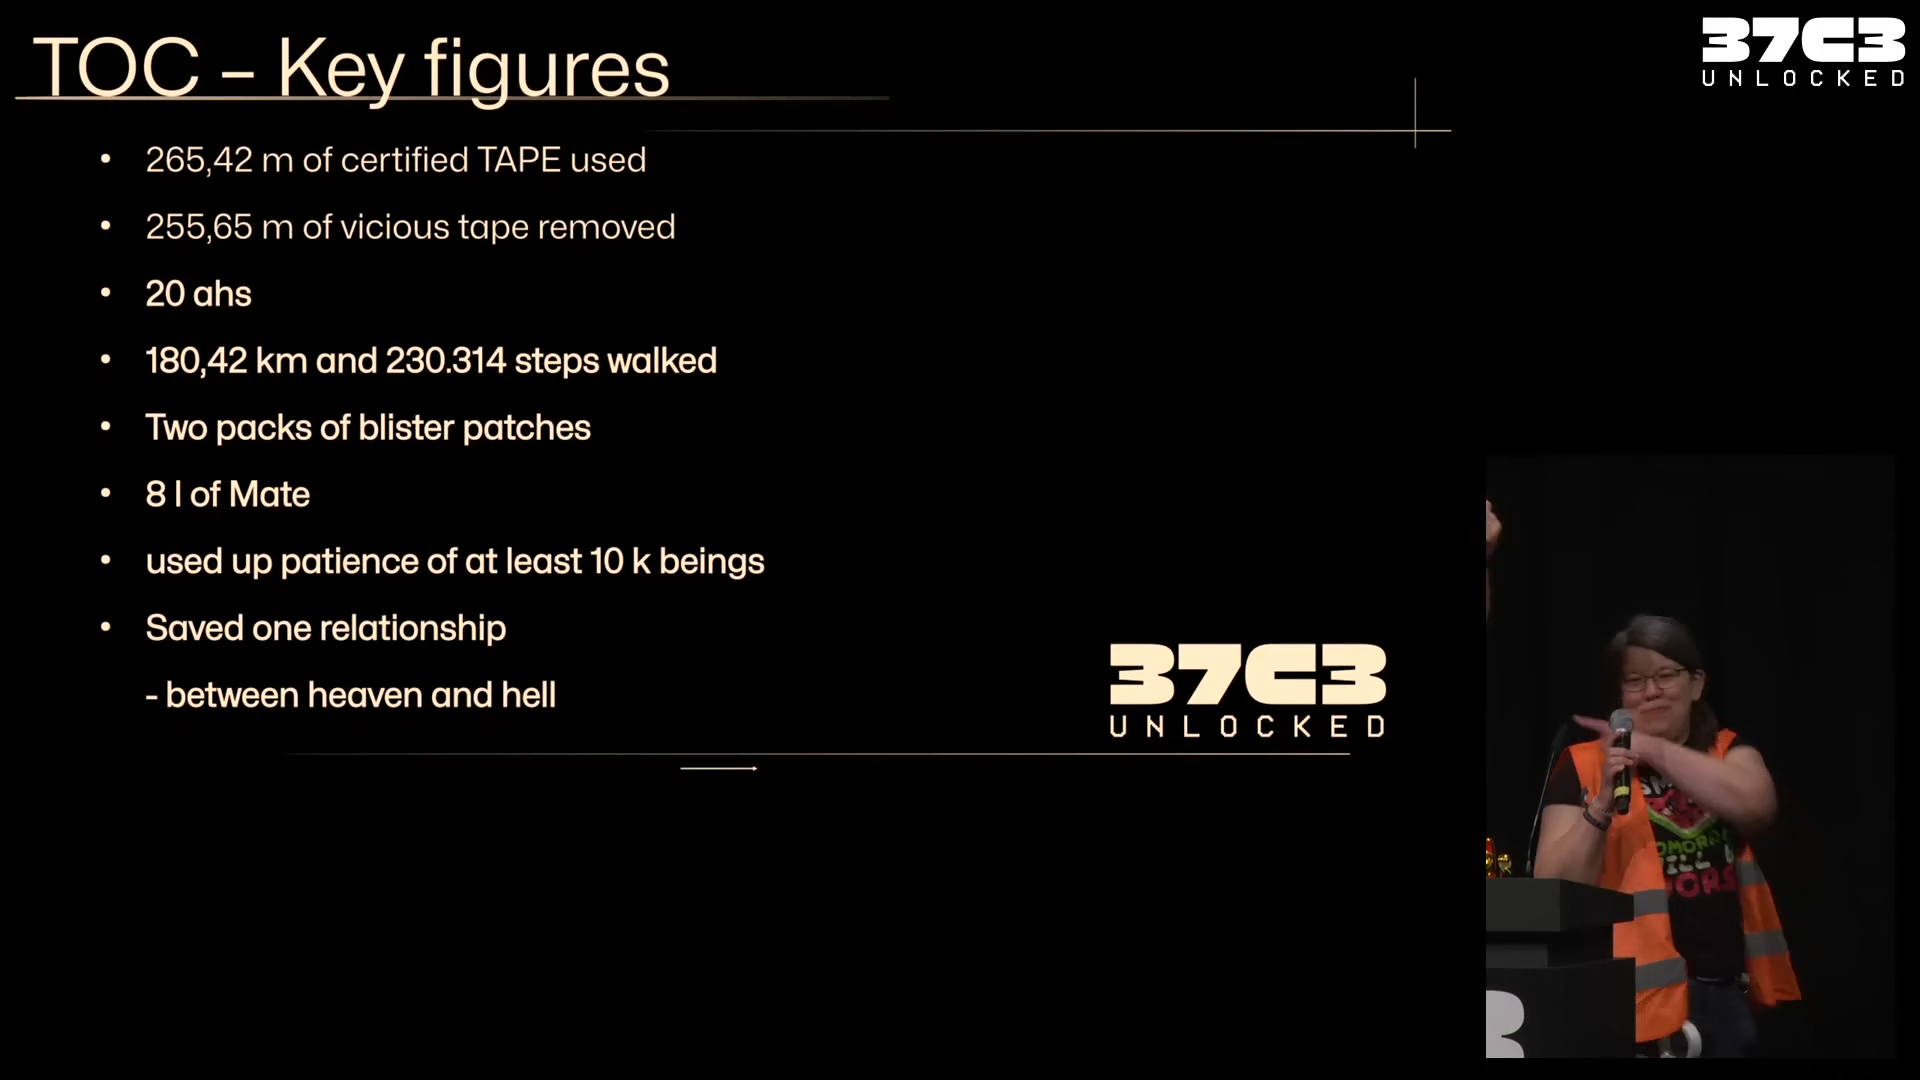 TOC – Key figures
37C3
UNLOCKED
• 265,42 m of certified TAPE used
• 255,65 m of vicious tape removed
• 20 ahs
• 180,42 km and 230.314 steps walked
• Two packs of blister patches
• 8 l of Mate
• used up patience of at least 10 k beings
• Saved one relationship
- between heaven and hell
37C3
UNLOCKED